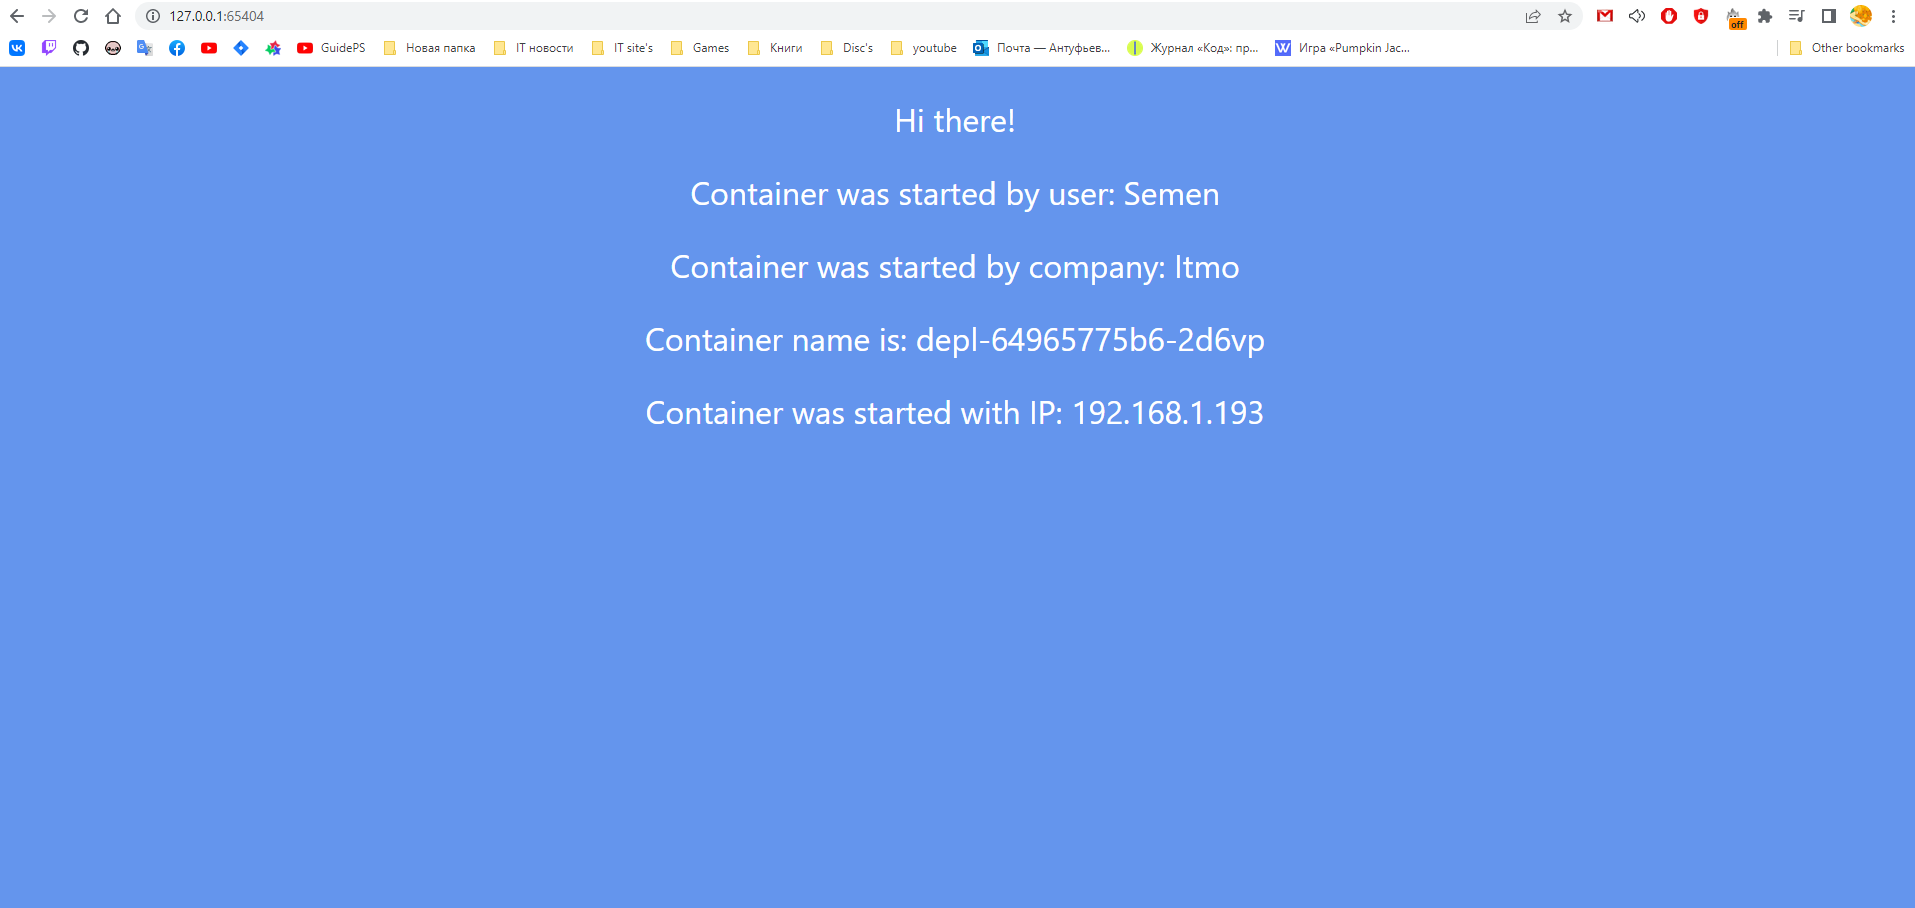 127.0.0.1:65404
off
GuidePS Новая папка IT новости IT site's Games Книги Disc's youtube Почта — Антуфьев... Журнал «Код»: пр... Игра «Pumpkin Jac... Other bookmarks
Hi there!
Container was started by user: Semen
Container was started by company: Itmo
Container name is: depl-64965775b6-2d6vp
Container was started with IP: 192.168.1.193